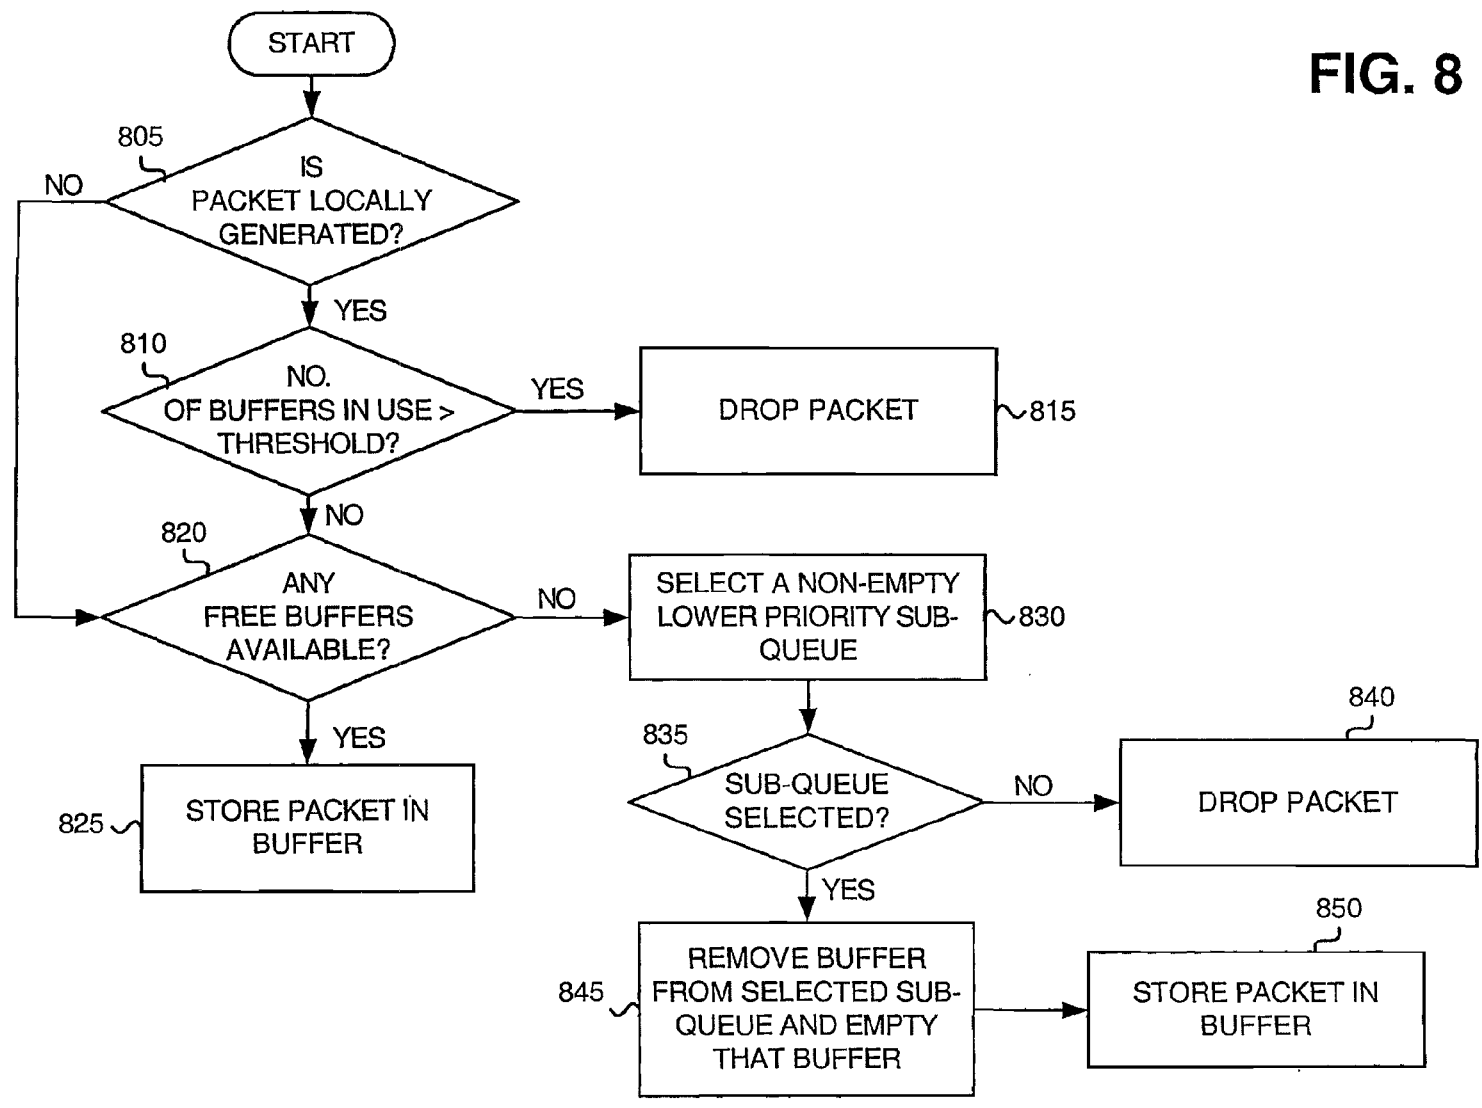 START
FIG. 8
805
IS
PACKET LOCALLY
GENERATED?
NO
YES
810
NO.
OF BUFFERS IN USE >
THRESHOLD?
YES
DROP PACKET
815
NO
820
ANY
FREE BUFFERS
AVAILABLE?
NO
SELECT A NON-EMPTY
LOWER PRIORITY SUB-
QUEUE
830
YES
825
STORE PACKET IN
BUFFER
835
SUB-QUEUE
SELECTED?
NO
840
DROP PACKET
YES
845
REMOVE BUFFER
FROM SELECTED SUB-
QUEUE AND EMPTY
THAT BUFFER
850
STORE PACKET IN
BUFFER